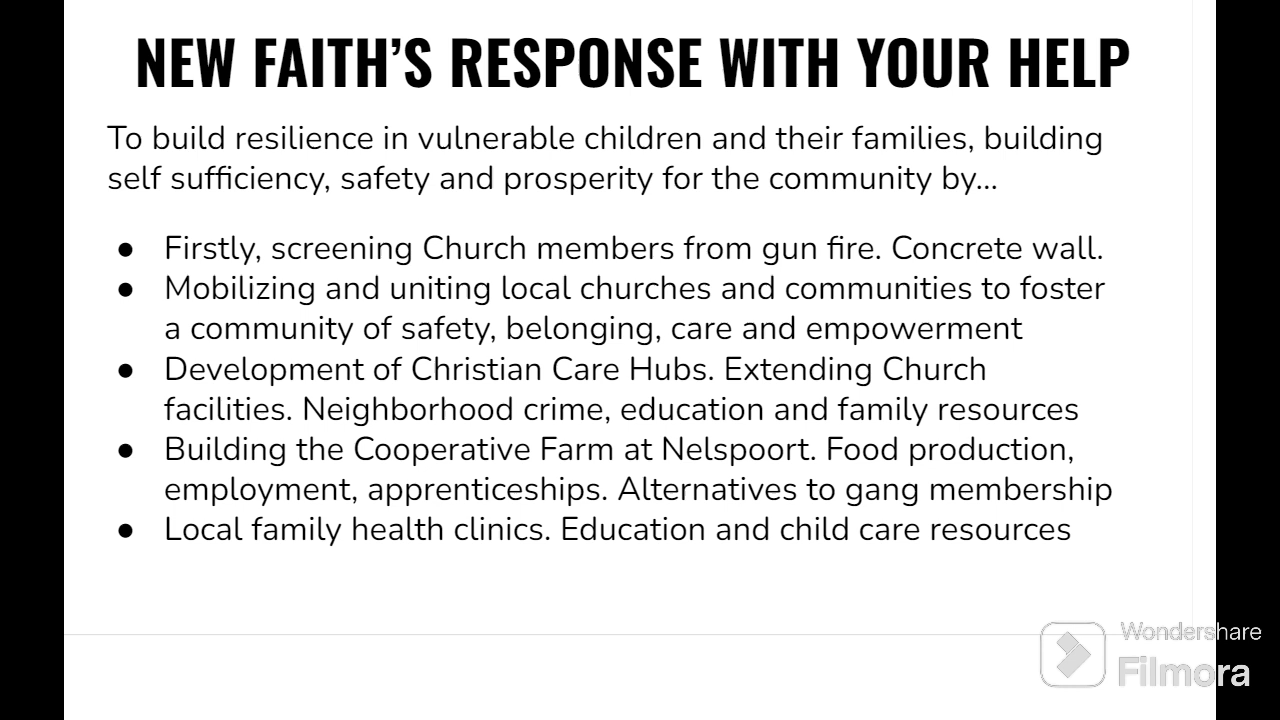 NEW FAITH’S RESPONSE WITH YOUR HELP
To build resilience in vulnerable children and their families, building
self sufficiency, safety and prosperity for the community by...
● Firstly, screening Church members from gun fire. Concrete wall.
● Mobilizing and uniting local churches and communities to foster
a community of safety, belonging, care and empowerment
● Development of Christian Care Hubs. Extending Church
facilities. Neighborhood crime, education and family resources
● Building the Cooperative Farm at Nelspoort. Food production,
employment, apprenticeships. Alternatives to gang membership
● Local family health clinics. Education and child care resources
Wondershare
Filmora